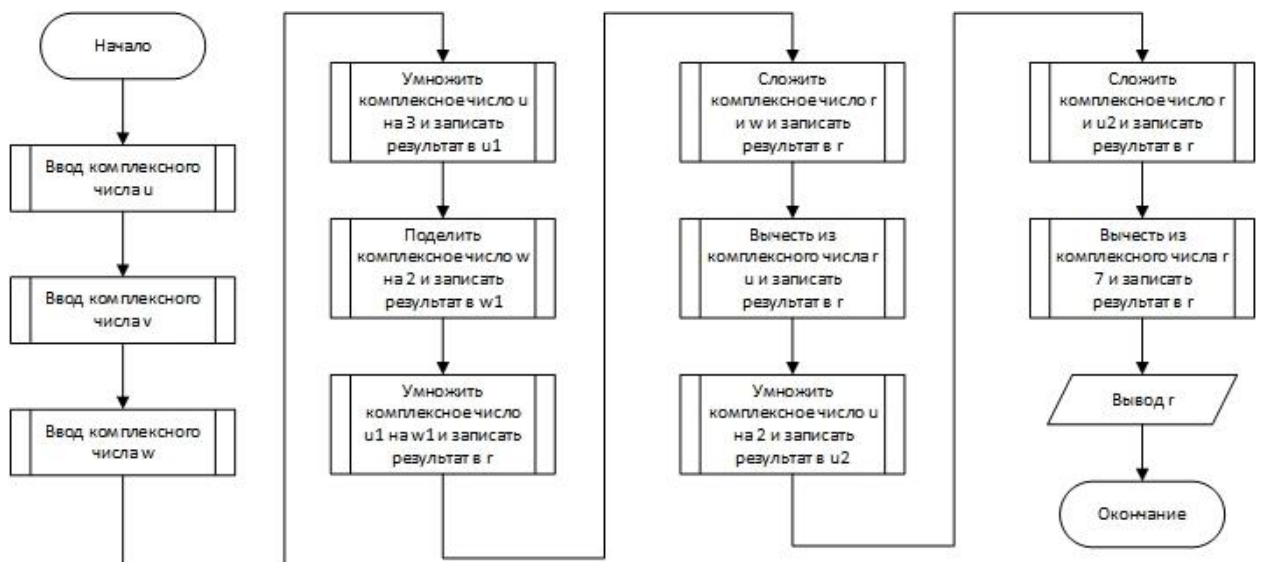 Начало
Ввод комплексного
числа u
Ввод комплексного
числа v
Ввод комплексного
числа w
Умножить
комплексное число u
на 3 и записать
результат в u1
Поделить
комплексное число w
на 2 и записать
результат в w1
Умножить
комплексное число
u1 на w1 и записать
результат в r
Сложить
комплексное число r
и w и записать
результат в r
Вычесть из
комплексного числа r
u и записать
результат в r
Умножить
комплексное число u
на 2 и записать
результат в u2
Сложить
комплексное число r
и u2 и записать
результат в r
Вычесть из
комплексного числа r
7 и записать
результат в r
Вывод r
Окончание